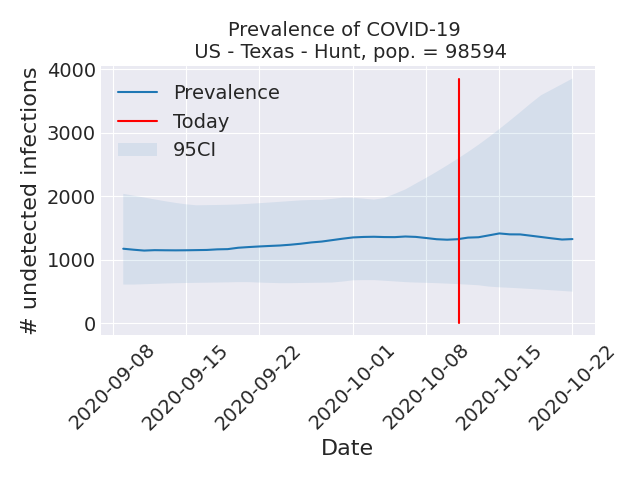 Prevalence of COVID-19
US - Texas - Hunt, pop. = 98594
# undetected infections
4000
3000
2000
1000
0
Prevalence
Today
95CI
2020-09-08
2020-09-15
2020-09-22
2020-10-01
2020-10-08
2020-10-15
2020-10-22
Date